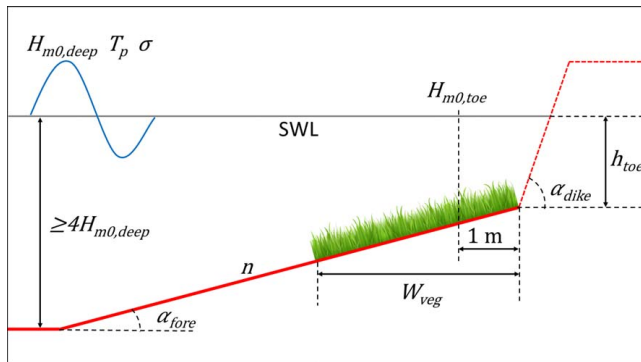 H_{m0,deep} T_p σ
H_{m0,toe}
SWL
h_{toe}
α_{dike}
≥4H_{m0,deep}
1 m
n
W_{veg}
α_{fore}